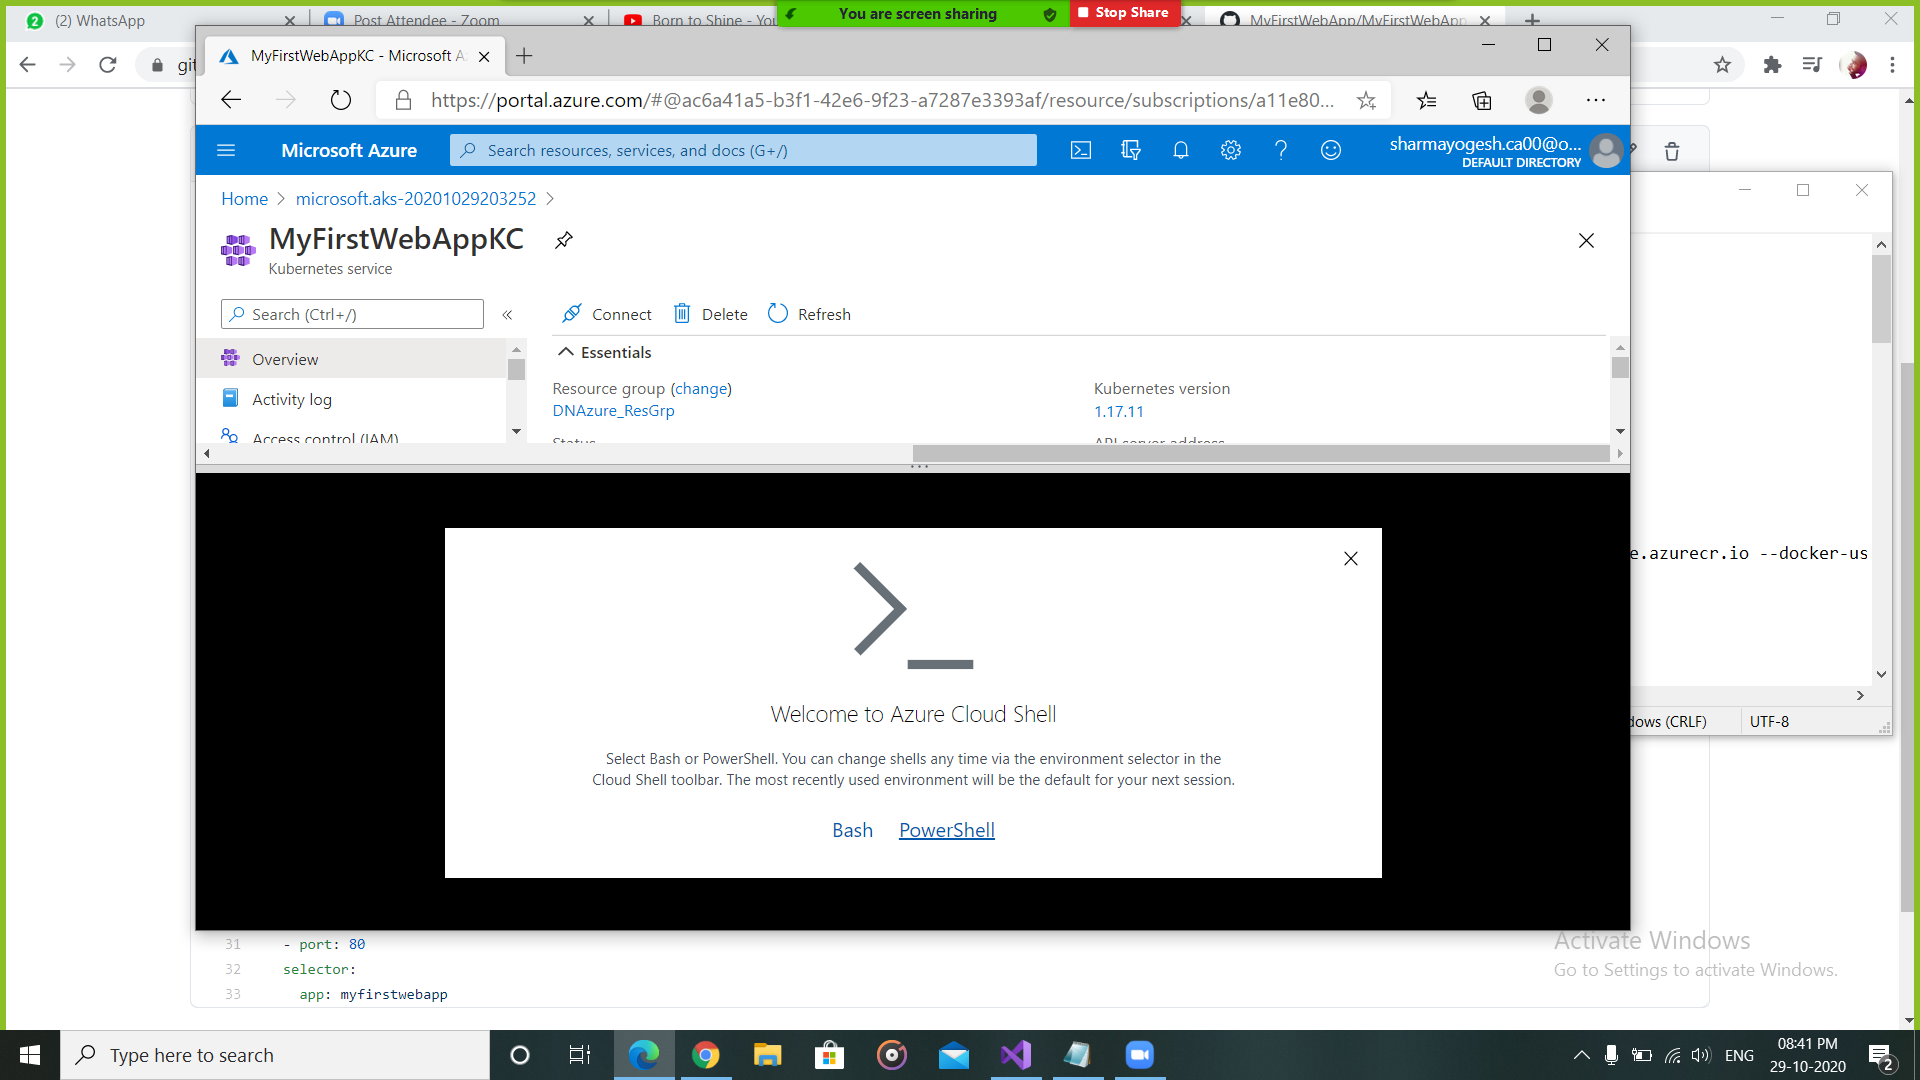 (2) WhatsApp
Post Attendee - Zoom
Born to Shine - You
You are screen sharing
Stop Share
MyFirstWebApp/MyFirstWebApp
MyFirstWebAppKC - Microsoft A
https://portal.azure.com/#@ac6a41a5-b3f1-42e6-9f23-a7287e3393af/resource/subscriptions/a11e80...
Microsoft Azure
Search resources, services, and docs (G+/)
sharmayogesh.ca00@o...
DEFAULT DIRECTORY
Home > microsoft.aks-20201029203252 >
MyFirstWebAppKC
Kubernetes service
Search (Ctrl+/)
«
Connect
Delete
Refresh
Overview
Activity log
Access control (IAM)
Essentials
Resource group (change)
DNAzure_ResGrp
Status
Kubernetes version
1.17.11
API server address
e.azurecr.io --docker-us
dows (CRLF)
UTF-8
Welcome to Azure Cloud Shell
Select Bash or PowerShell. You can change shells any time via the environment selector in the
Cloud Shell toolbar. The most recently used environment will be the default for your next session.
Bash
PowerShell
31 - port: 80
32 selector:
33 app: myfirstwebapp
Activate Windows
Go to Settings to activate Windows.
Type here to search
ENG
08:41 PM
29-10-2020
2